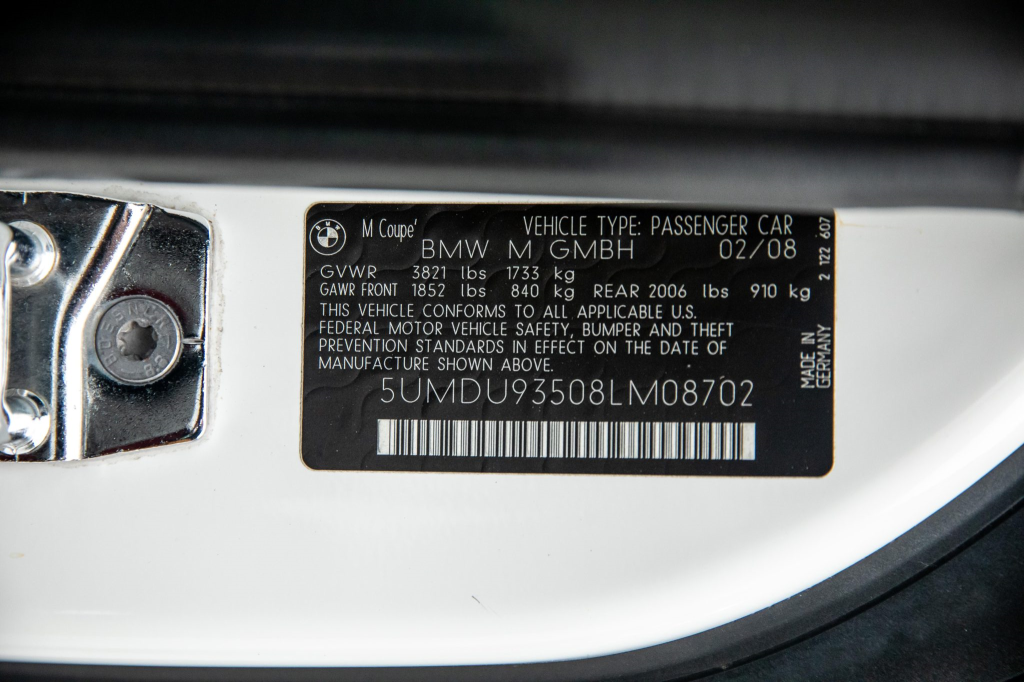 BMW
M Coupe' VEHICLE TYPE: PASSENGER CAR
BMW M GMBH 02/08
GVWR 3821 lbs 1733 kg
GAWR FRONT 1852 lbs 840 kg REAR 2006 lbs 910 kg
THIS VEHICLE CONFORMS TO ALL APPLICABLE U.S.
FEDERAL MOTOR VEHICLE SAFETY, BUMPER AND THEFT
PREVENTION STANDARDS IN EFFECT ON THE DATE OF
MANUFACTURE SHOWN ABOVE.
5UMDU93508LM08702
2 122 607
MADE IN
GERMANY